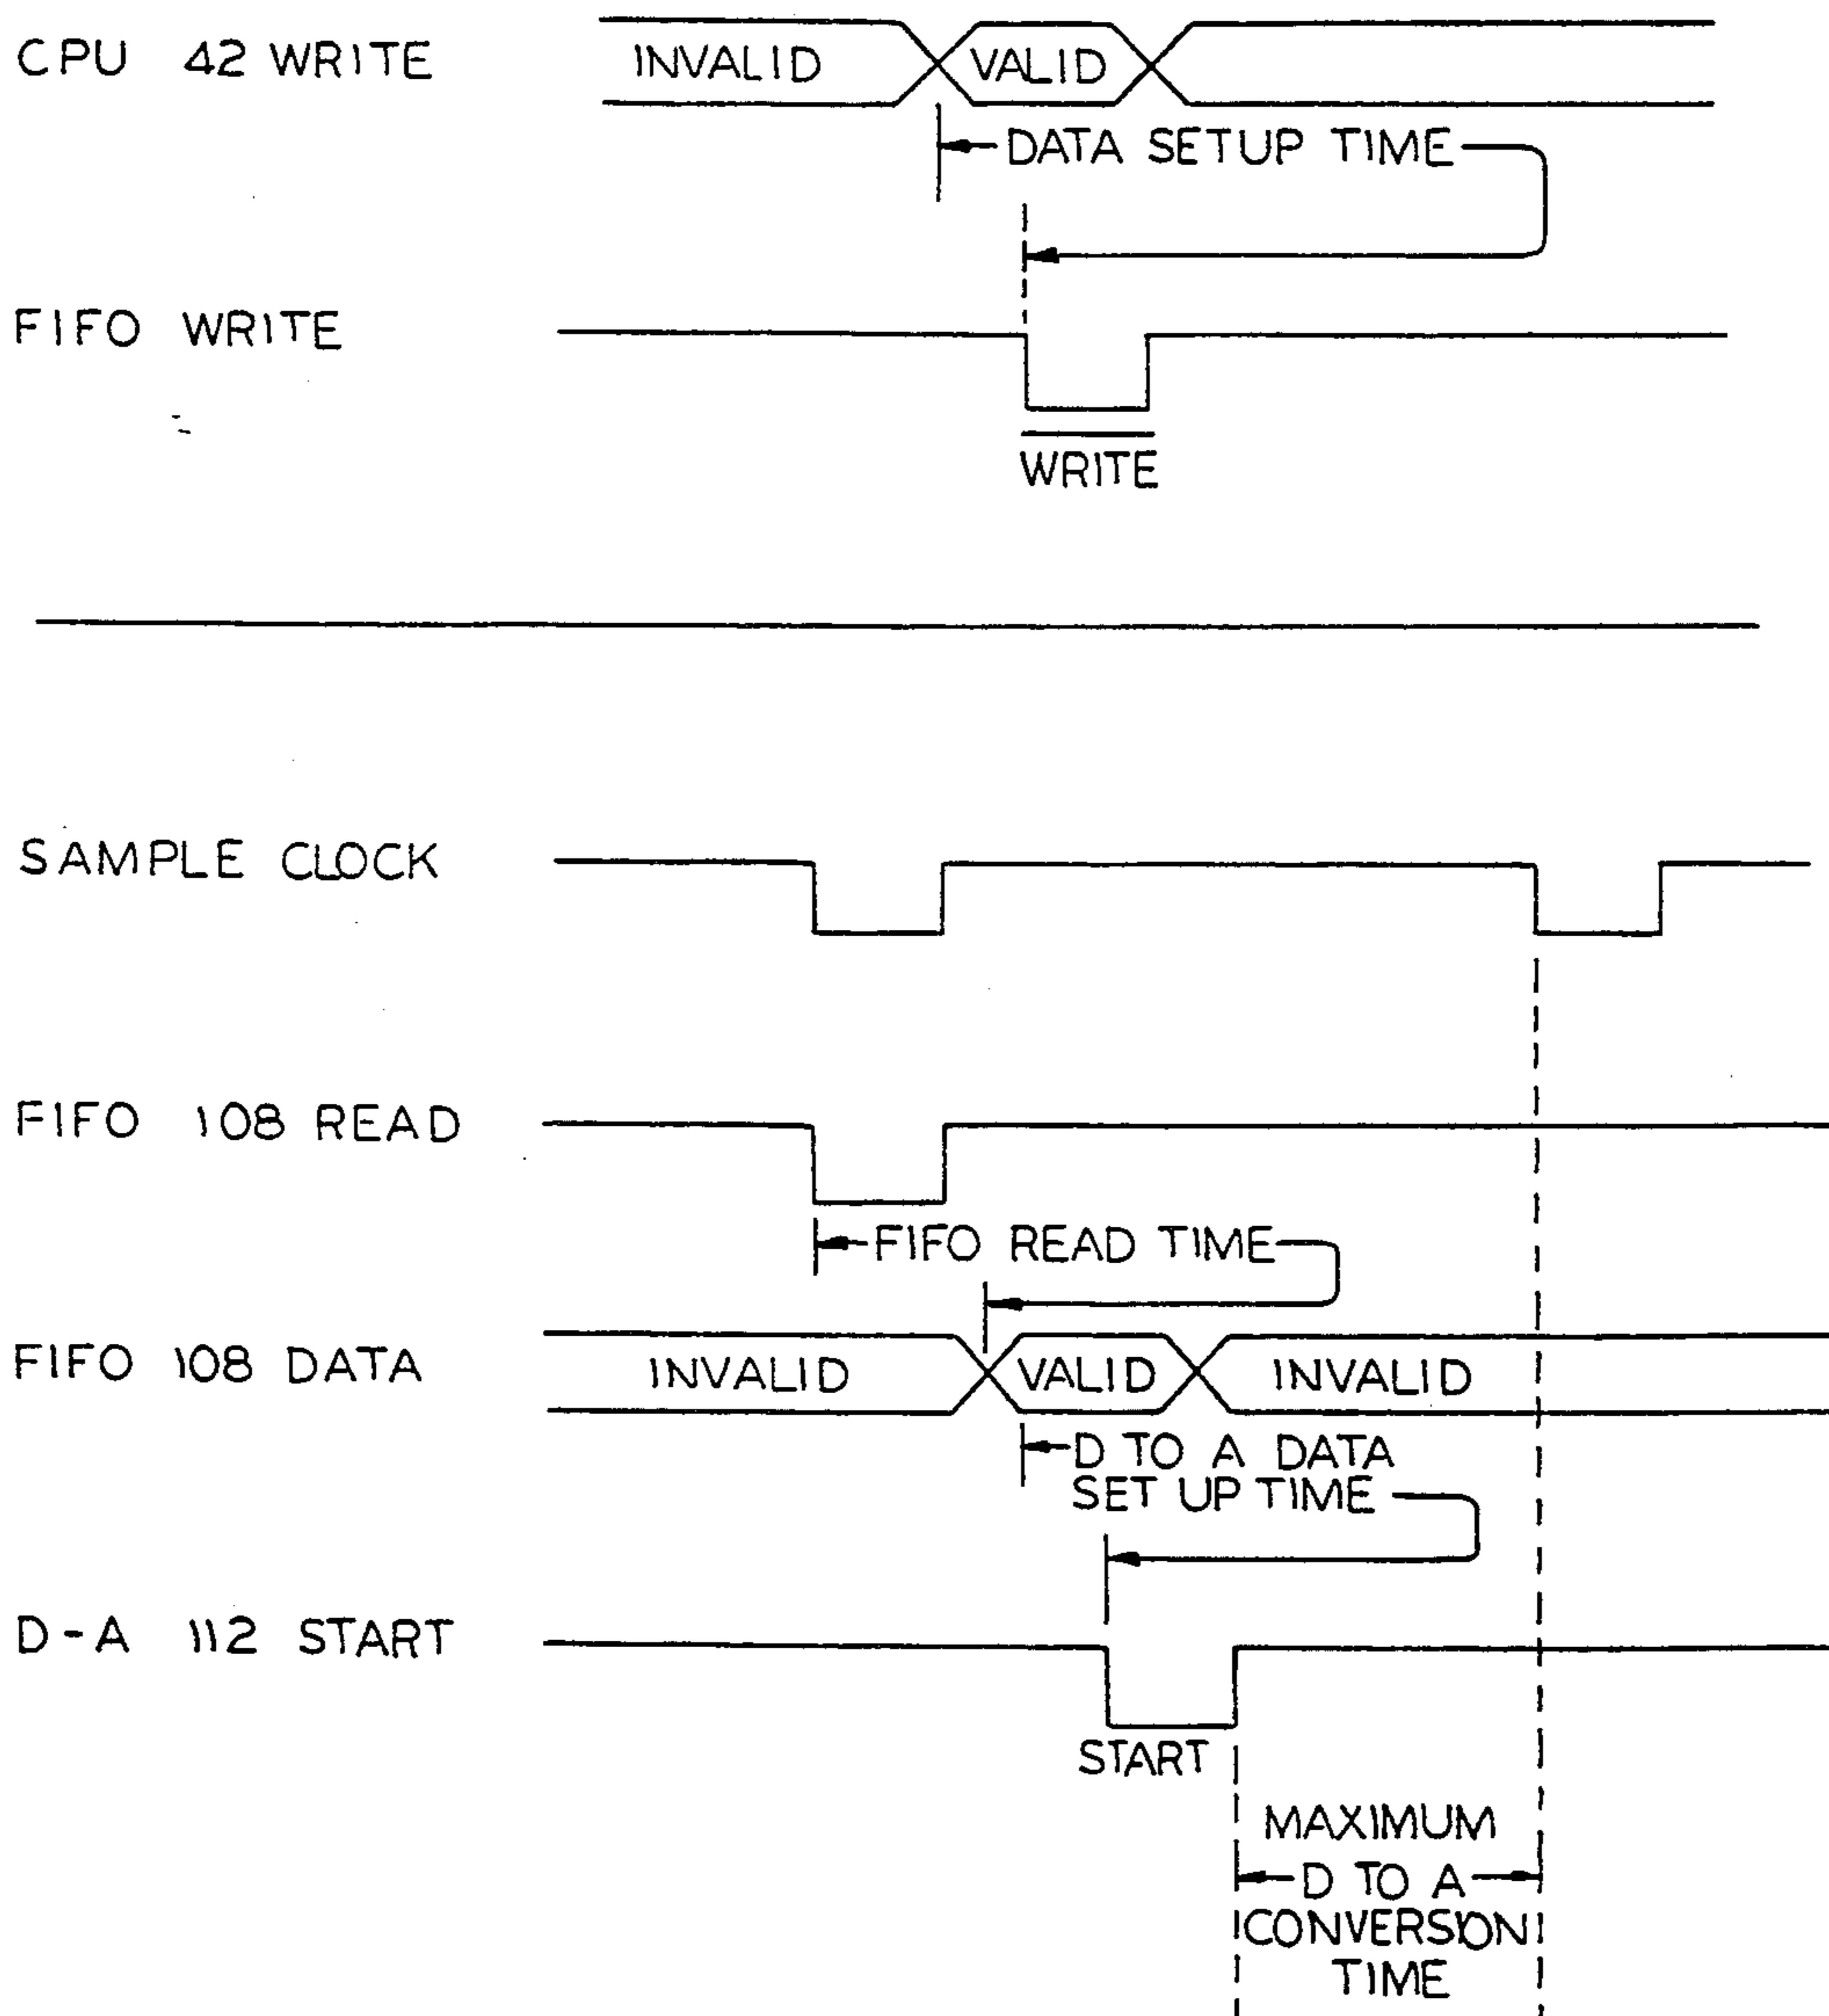 CPU 42 WRITE
INVALID
VALID
DATA SETUP TIME
FIFO WRITE
WRITE
SAMPLE CLOCK
FIFO 108 READ
FIFO READ TIME
FIFO 108 DATA
INVALID
VALID
INVALID
D TO A DATA
SET UP TIME
D-A 112 START
START
MAXIMUM
D TO A
CONVERSION
TIME